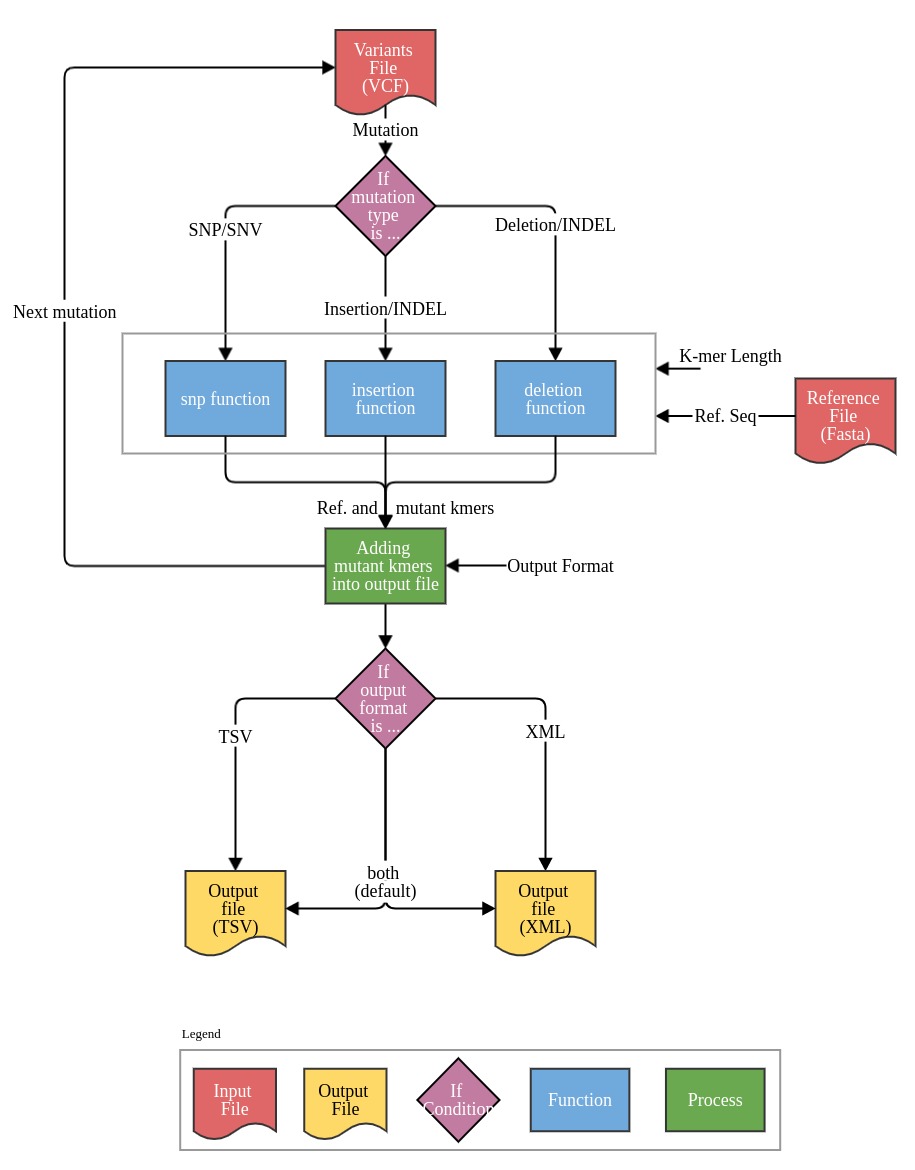 Variants
File
(VCF)
Mutation
If
mutation
type
is ...
SNP/SNV
Deletion/INDEL
Insertion/INDEL
Next mutation
K-mer Length
snp function
insertion
function
deletion
function
Ref. Seq
Reference
File
(Fasta)
Ref. and mutant kmers
Adding
mutant kmers
into output file
Output Format
If
output
format
is ...
TSV
XML
both
(default)
Output
file
(TSV)
Output
file
(XML)
Legend
Input
File
Output
File
If
Condition
Function
Process